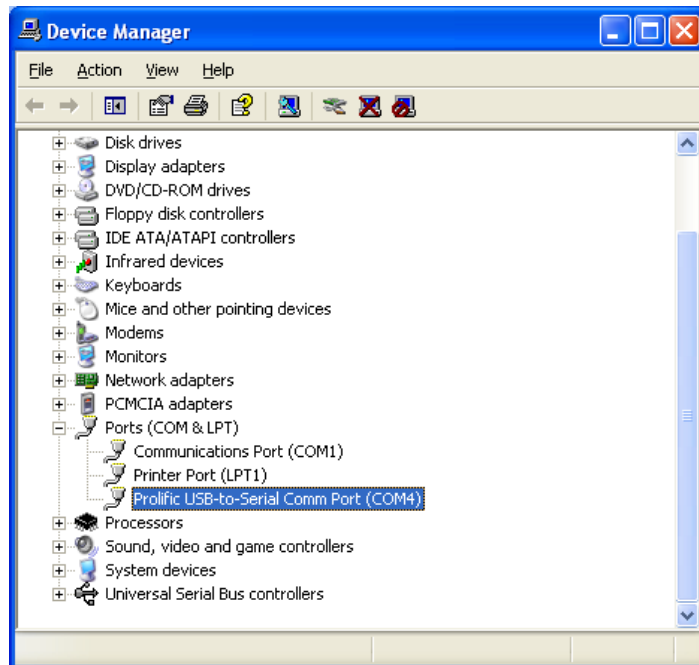 Device Manager
File Action View Help
Disk drives
Display adapters
DVD/CD-ROM drives
Floppy disk controllers
IDE ATA/ATAPI controllers
Infrared devices
Keyboards
Mice and other pointing devices
Modems
Monitors
Network adapters
PCMCIA adapters
Ports (COM & LPT)
Communications Port (COM1)
Printer Port (LPT1)
Prolific USB-to-Serial Comm Port (COM4)
Processors
Sound, video and game controllers
System devices
Universal Serial Bus controllers